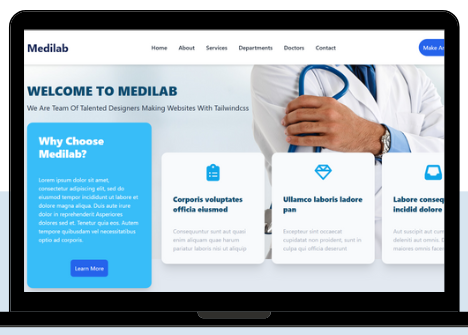 Medilab
Home About Services Departments Doctors Contact
Make An
WELCOME TO MEDILAB
We Are Team Of Talented Designers Making Websites With Tailwindcss
Why Choose
Medilab?
Lorem ipsum dolor sit amet,
consectetur adipiscing elit, sed do
eiusmod tempor incididunt ut labore et
dolore magna aliqua. Duis aute irure
dolor in reprehenderit Asperiores
dolores sed et. Tenetur quia eos. Autem
tempore quibusdam vel necessitatibus
optio ad corporis.
Learn More
Corporis voluptates
officia eiusmod
Consequuntur sunt aut quasi
enim aliquam quae harum
pariatur laboris nisi ut aliquip
Ullamco laboris ladore
pan
Excepteur sint occaecat
cupidatat non proident, sunt in
culpa qui officia deserunt
Labore conseq
incidid dolore
Aut suscipit aut cum
deleniti aut omnis.